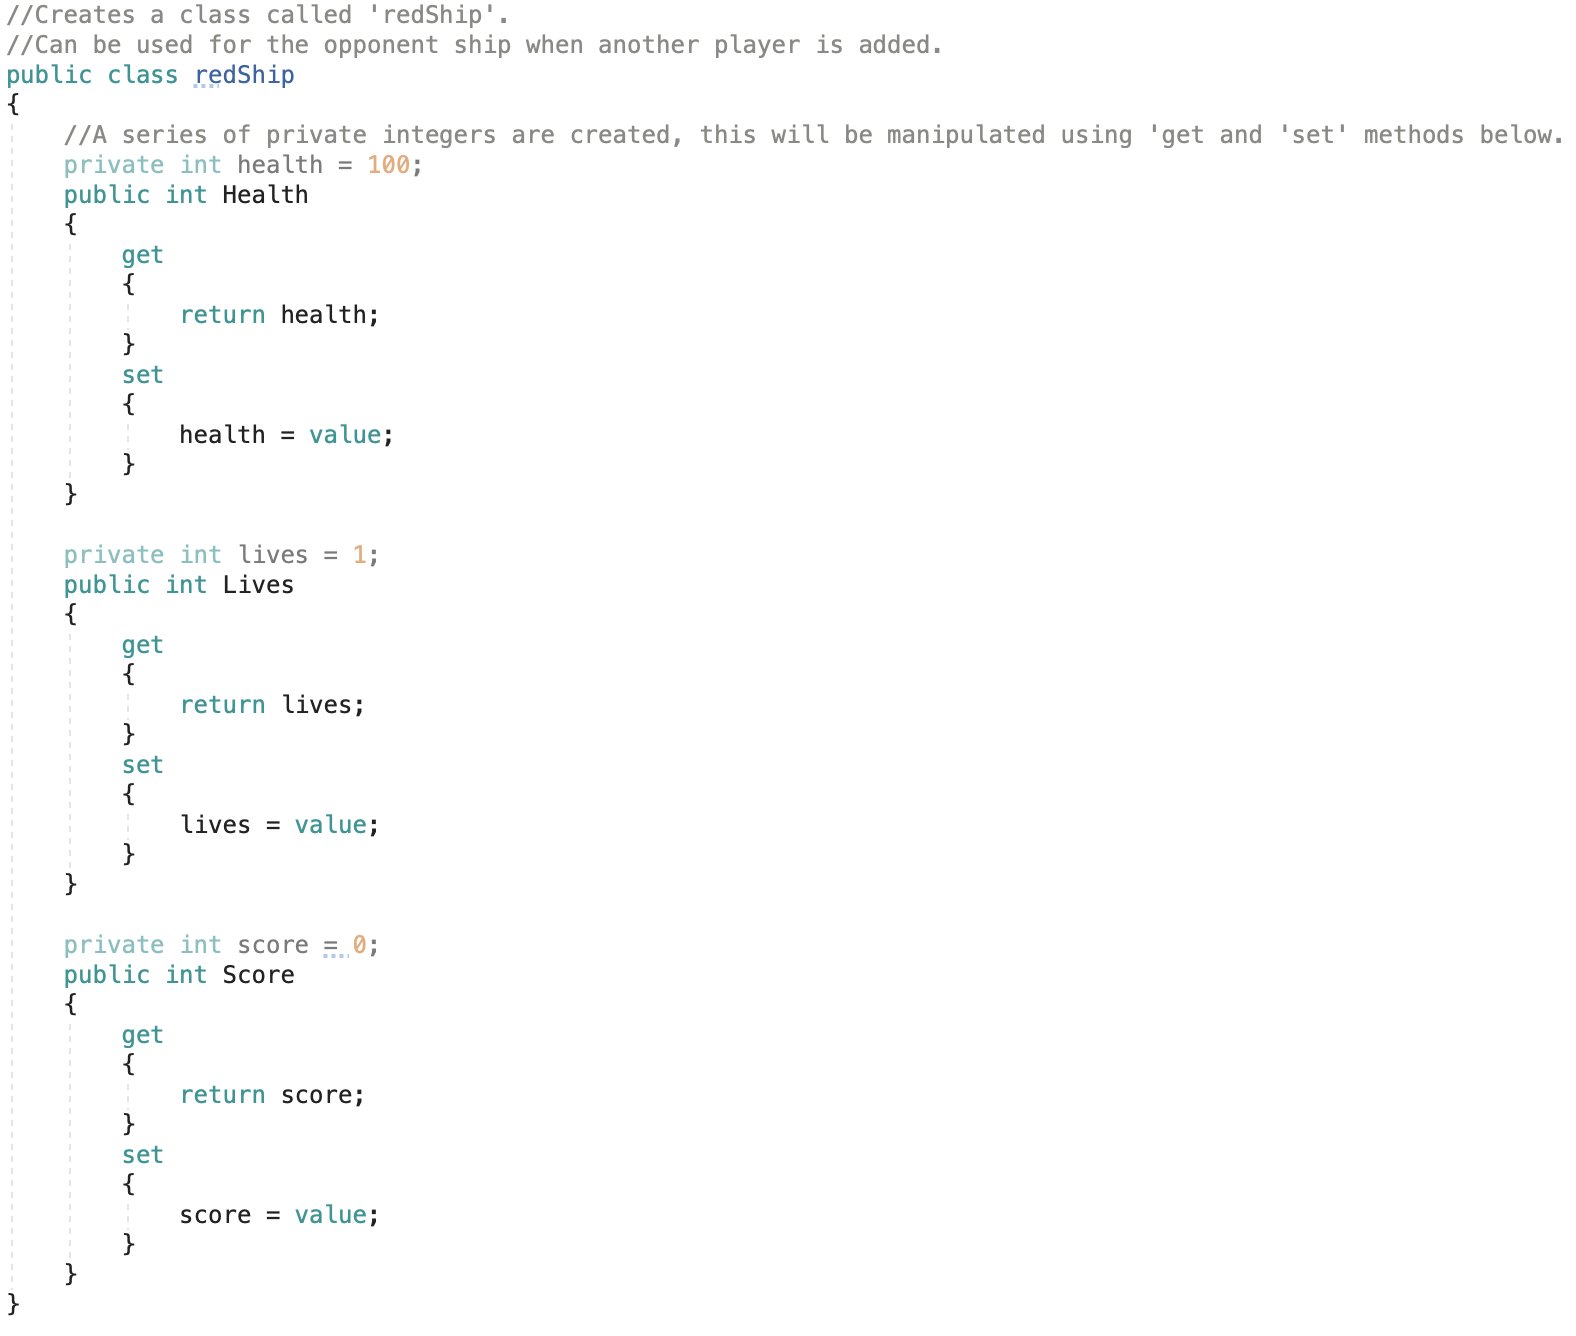 //Creates a class called 'redShip'.
//Can be used for the opponent ship when another player is added.
public class redShip
{
    //A series of private integers are created, this will be manipulated using 'get and 'set' methods below.
    private int health = 100;
    public int Health
    {
        get
        {
            return health;
        }
        set
        {
            health = value;
        }
    }

    private int lives = 1;
    public int Lives
    {
        get
        {
            return lives;
        }
        set
        {
            lives = value;
        }
    }

    private int score = 0;
    public int Score
    {
        get
        {
            return score;
        }
        set
        {
            score = value;
        }
    }
}